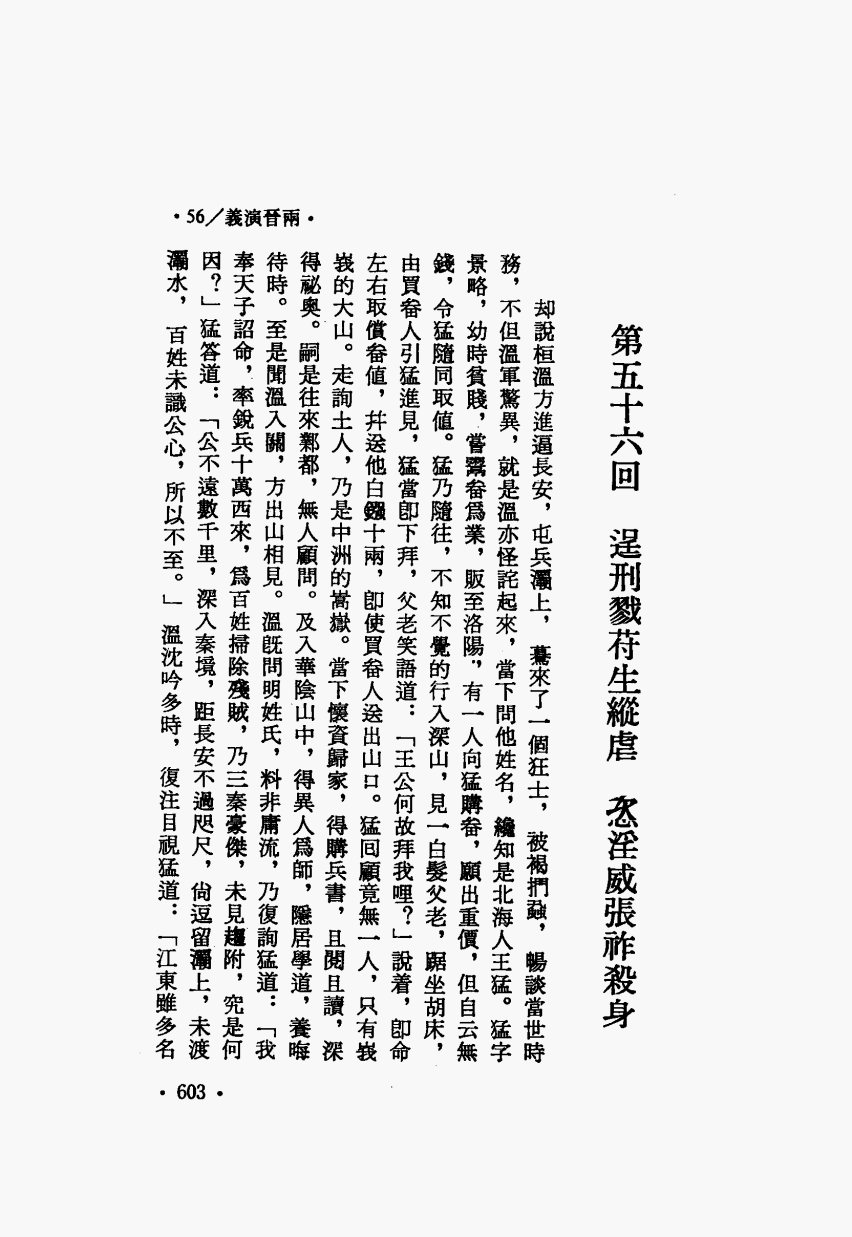 ·兩晉演義／56·
第五十六回　逞刑戮苻生縱虐　恣淫威張祚殺身
却說桓溫方進逼長安，屯兵灞上，驀來了一個狂士，被褐捫蝨，暢談當世時
務，不但溫軍驚異，就是溫亦怪詫起來，當下問他姓名，纔知是北海人王猛。猛字
景略，幼時貧賤，嘗鬻畚爲業，販至洛陽，有一人向猛購畚，願出重價，但自云無
錢，令猛隨同取値。猛乃隨往，不知不覺的行入深山，見一白髮父老，踞坐胡床，
由買畚人引猛進見，猛當卽下拜，父老笑語道：「王公何故拜我哩？」說着，卽命
左右取償畚値，幷送他白鏹十兩，卽使買畚人送出山口。猛回顧竟無一人，只有峩
峩的大山。走詢土人，乃是中洲的嵩嶽。當下懷資歸家，得購兵書，且閱且讀，深
得祕奧。嗣是往來鄴都，無人顧問。及入華陰山中，得異人爲師，隱居學道，養晦
待時。至是聞溫入關，方出山相見。溫既問明姓氏，料非庸流，乃復詢猛道：「我
奉天子詔命，率銳兵十萬西來，爲百姓掃除殘賊，乃三秦豪傑，未見趨附，究是何
因？」猛答道：「公不遠數千里，深入秦境，距長安不過咫尺，尙逗留灞上，未渡
灞水，百姓未識公心，所以不至。」溫沈吟多時，復注目視猛道：「江東雖多名
·603·